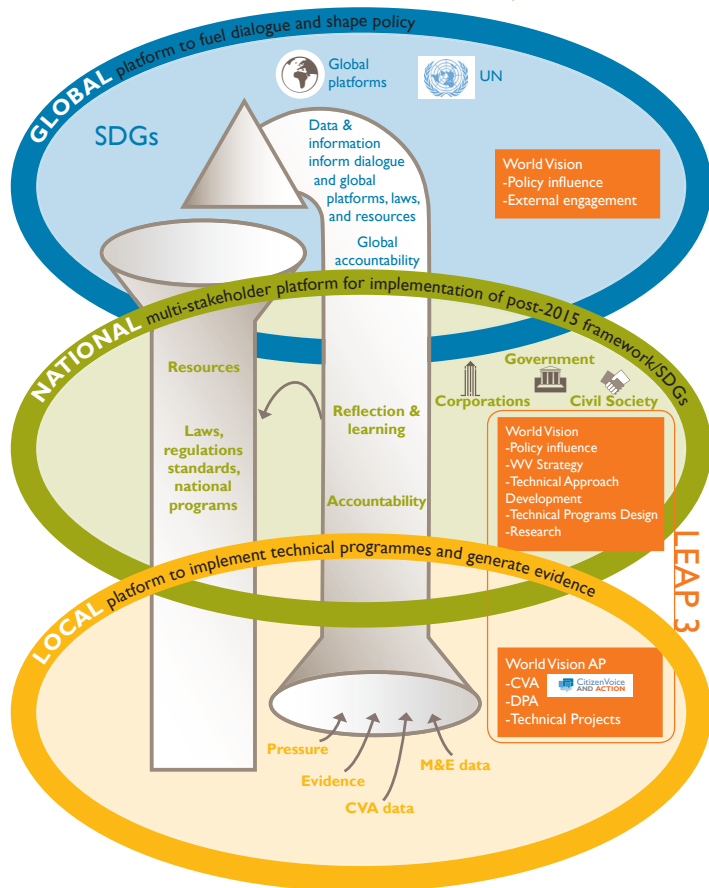 GLOBAL platform to fuel dialogue and shape policy
Global
platforms
UN
SDGs
Data &
information
inform dialogue
and global
platforms, laws,
and resources
Global
accountability
World Vision
-Policy influence
-External engagement
NATIONAL multi-stakeholder platform for implementation of post-2015 framework/SDGs
Resources
Laws,
regulations
standards,
national
programs
Reflection &
learning
Accountability
Government
Corporations
Civil Society
World Vision
-Policy influence
-WV Strategy
-Technical Approach
Development
-Technical Programs Design
-Research
LEAP 3
LOCAL platform to implement technical programmes and generate evidence
World Vision AP
-CVA
CitizenVoice
AND ACTION
-DPA
-Technical Projects
Pressure
Evidence
CVA data
M&E data